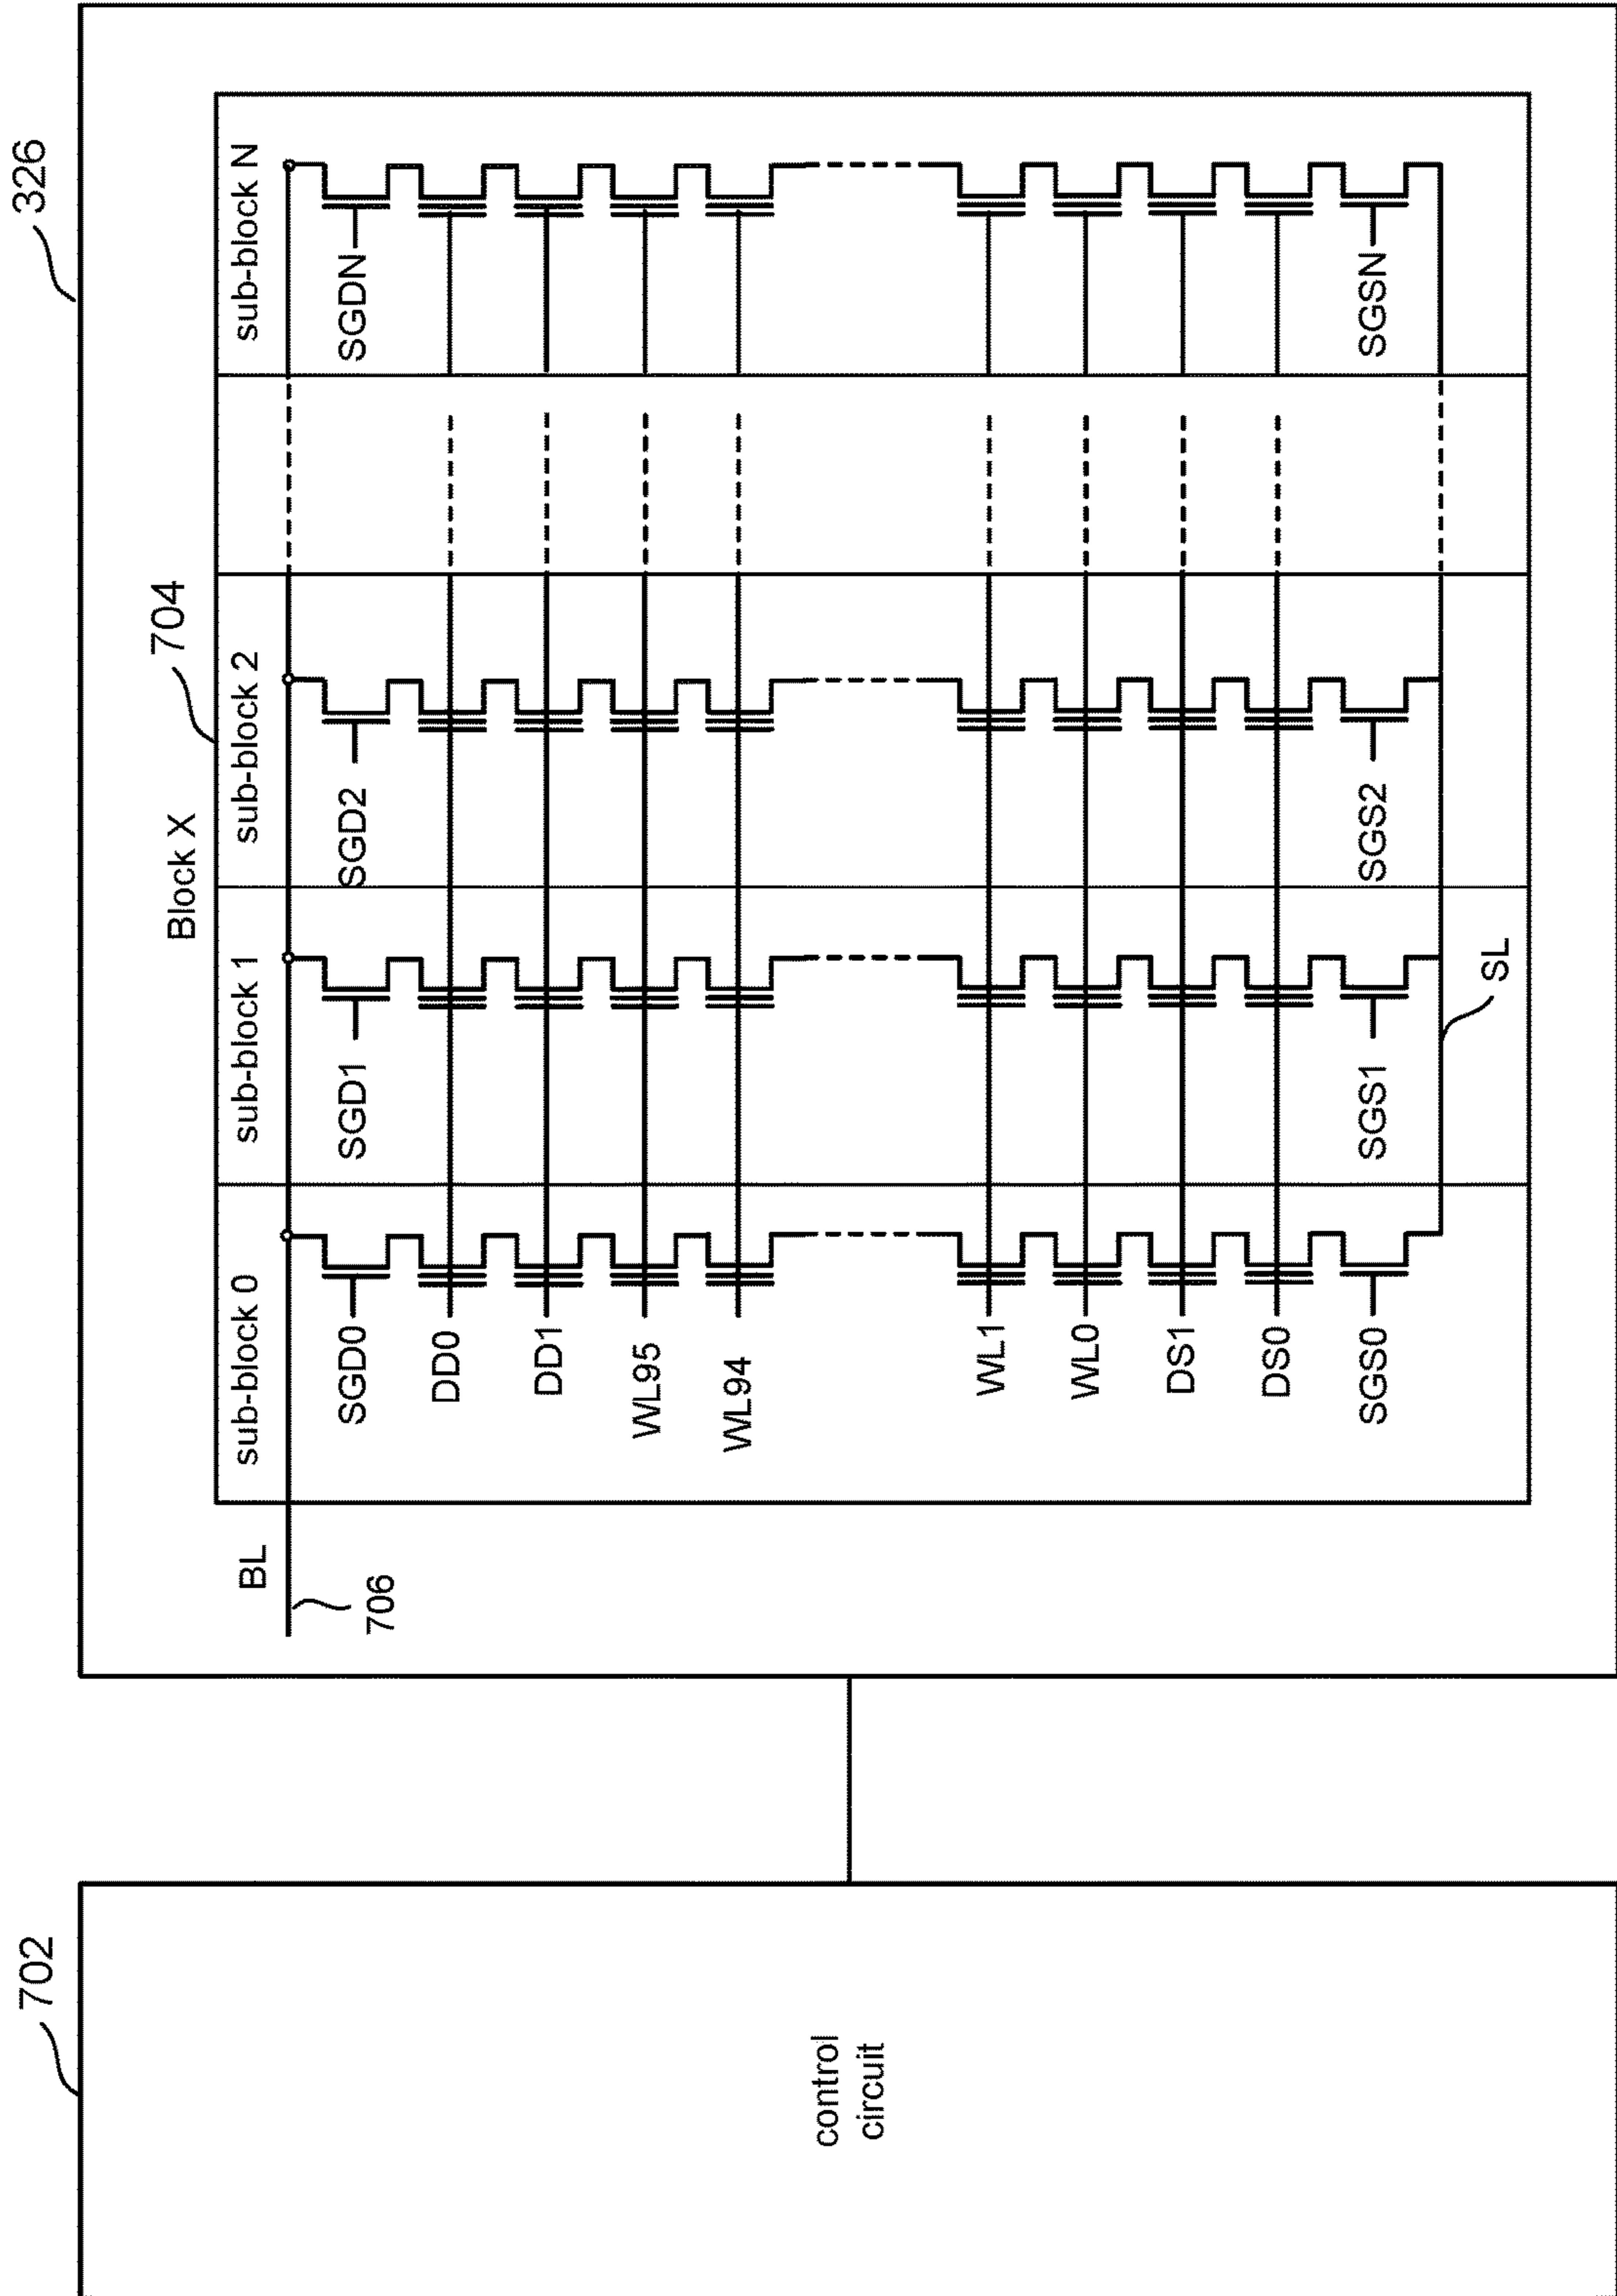 702
326
control
circuit
Block X
704
BL
706
sub-block 0
sub-block 1
sub-block 2
sub-block N
SGD0
SGD1
SGD2
SGDN
DD0
DD1
WL95
WL94
WL1
WL0
DS1
DS0
SGS0
SGS1
SGS2
SGSN
SL